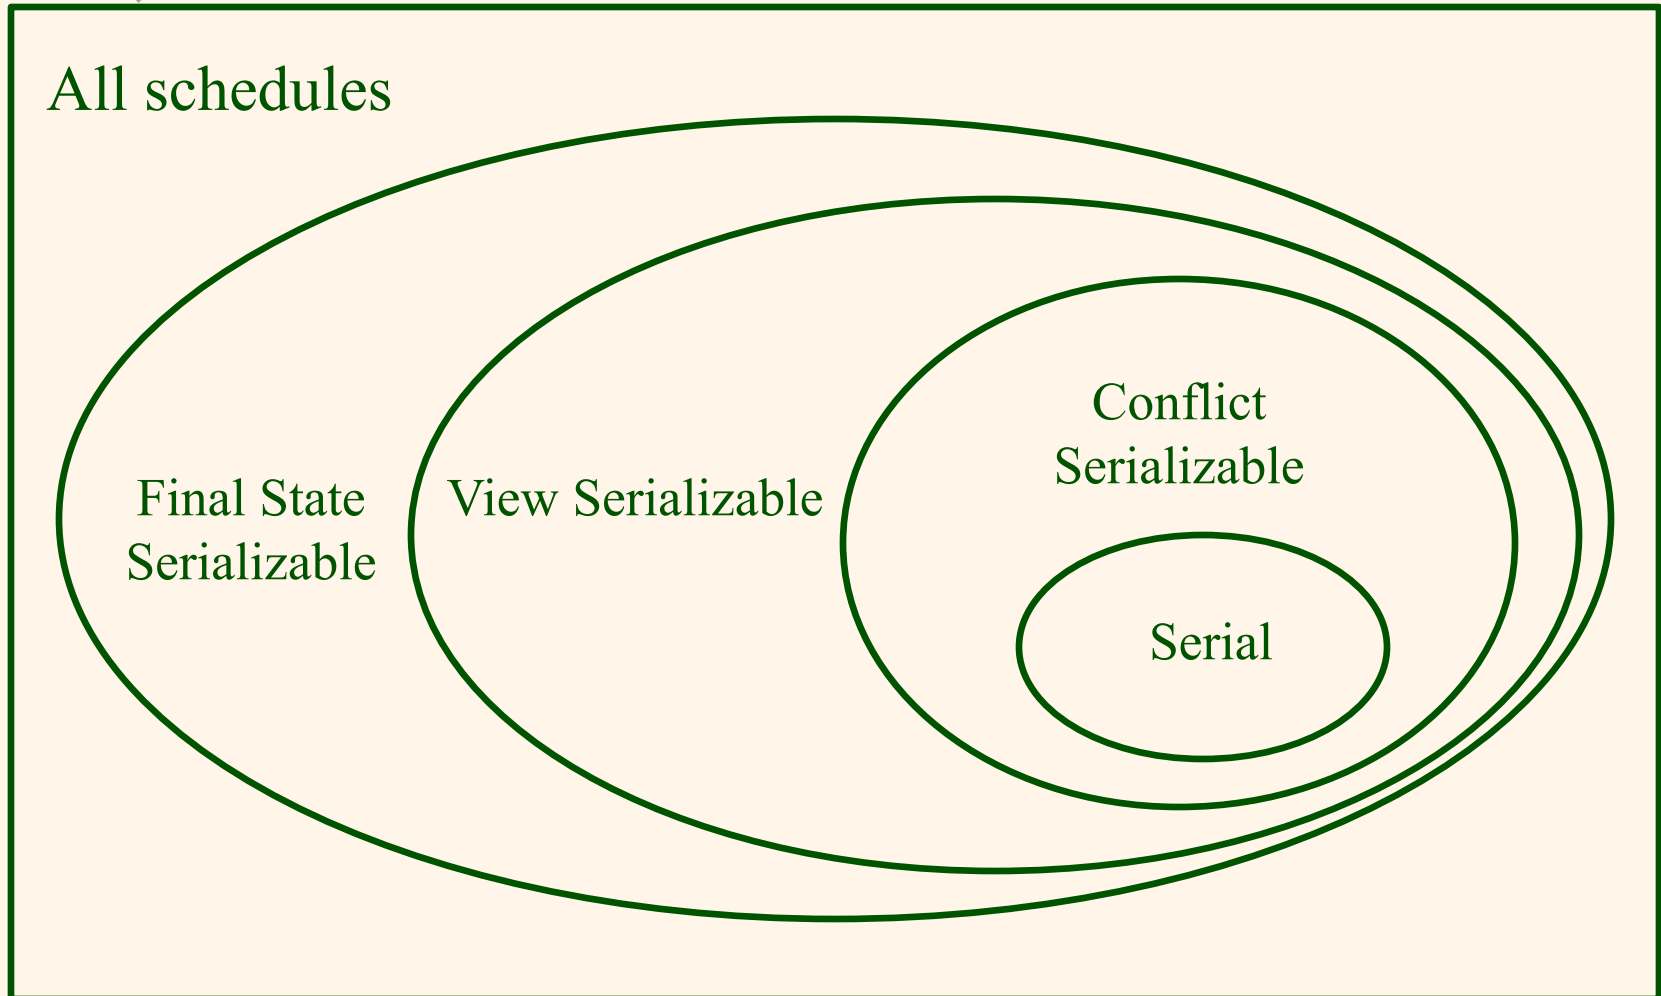 All schedules
Conflict
Serializable
Final State
Serializable
View Serializable
Serial